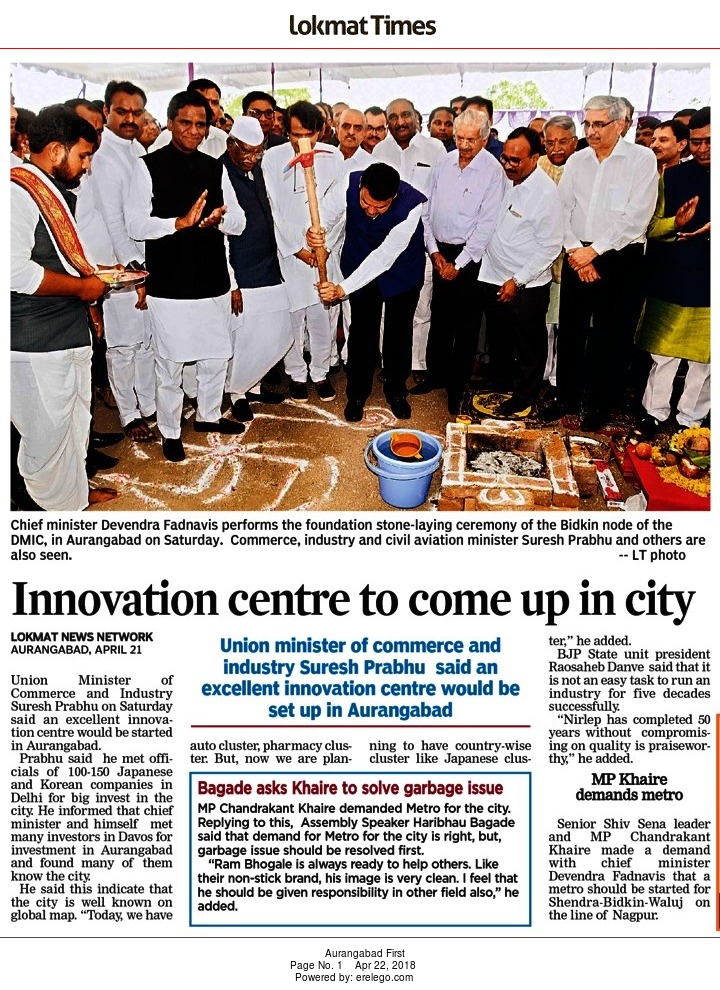 Lokmat Times
Chief minister Devendra Fadnavis performs the foundation stone-laying ceremony of the Bidkin node of the
DMIC, in Aurangabad on Saturday. Commerce, industry and civil aviation minister Suresh Prabhu and others are
also seen.
-- LT photo
Innovation centre to come up in city
LOKMAT NEWS NETWORK
AURANGABAD, APRIL 21
Union Minister of
Commerce and Industry
Suresh Prabhu on Saturday
said an excellent innova-
tion centre would be started
in Aurangabad.
Prabhu said he met offi-
cials of 100-150 Japanese
and Korean companies in
Delhi for big invest in the
city. He informed that chief
minister and himself met
many investors in Davos for
investment in Aurangabad
and found many of them
know the city.
He said this indicate that
the city is well known on
global map. “Today, we have
Union minister of commerce and
industry Suresh Prabhu said an
excellent innovation centre would be
set up in Aurangabad
auto cluster, pharmacy clus-
ter. But, now we are plan-
ning to have country-wise
cluster like Japanese clus-
Bagade asks Khaire to solve garbage issue
MP Chandrakant Khaire demanded Metro for the city.
Replying to this, Assembly Speaker Haribhau Bagade
said that demand for Metro for the city is right, but,
garbage issue should be resolved first.
“Ram Bhogale is always ready to help others. Like
their non-stick brand, his image is very clean. I feel that
he should be given responsibility in other field also,” he
added.
ter,” he added.
BJP State unit president
Raosaheb Danve said that it
is not an easy task to run an
industry for five decades
successfully.
“Nirlep has completed 50
years without compromis-
ing on quality is praisewor-
thy,” he added.
MP Khaire
demands metro
Senior Shiv Sena leader
and MP Chandrakant
Khaire made a demand
with chief minister
Devendra Fadnavis that a
metro should be started for
Shendra-Bidkin-Waluj on
the line of Nagpur.
Aurangabad First
Page No. 1 Apr 22, 2018
Powered by: erelego.com